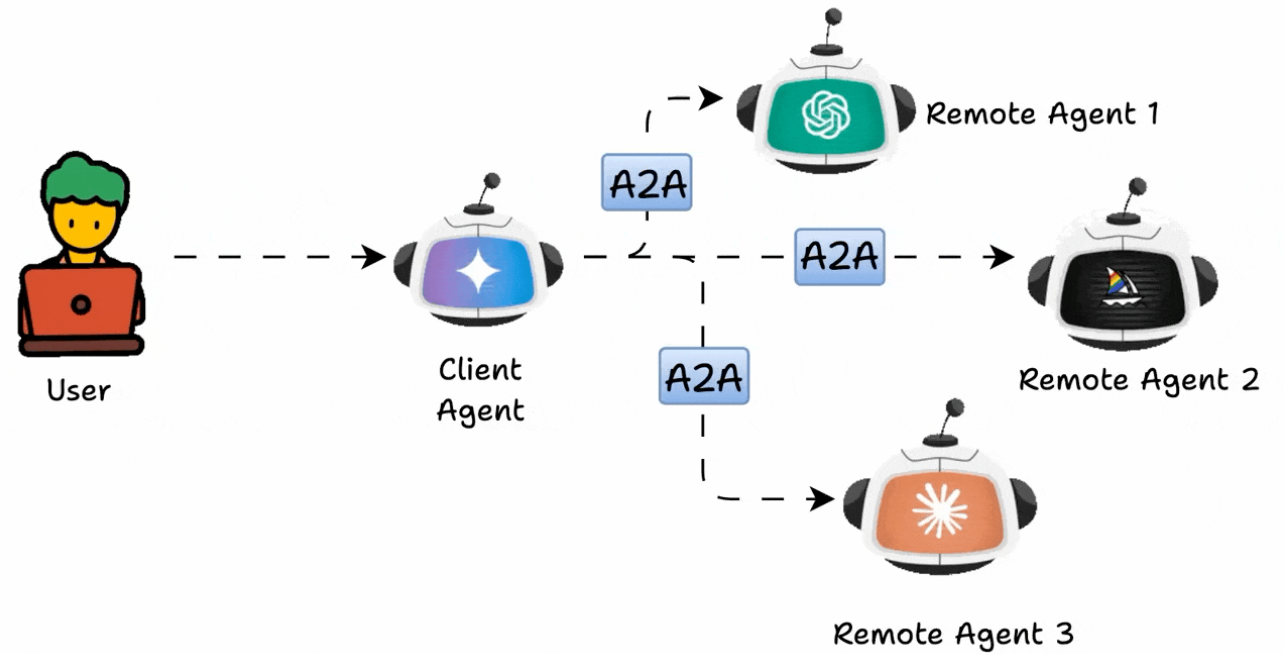 A2A
Remote Agent 1
A2A
User
Client
Agent
A2A
Remote Agent 2
Remote Agent 3